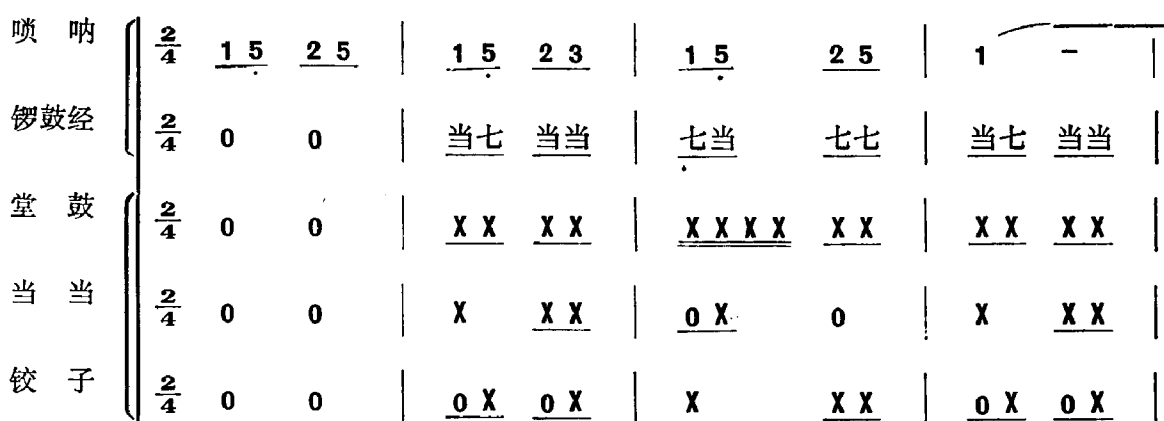 唢 呐 2/4 1 5̣ 2 5 | 1 5̣ 2 3 | 1 5̣ 2 5 | 1 – |
锣鼓经 2/4 0 0 | 当七 当当 | 七当 七七 | 当七 当当 |
堂 鼓 2/4 0 0 | X X X X | X X X X X X | X X X X |
当 当 2/4 0 0 | X X X | 0 X 0 | X X X |
铰 子 2/4 0 0 | 0 X 0 X | X X X | 0 X 0 X |